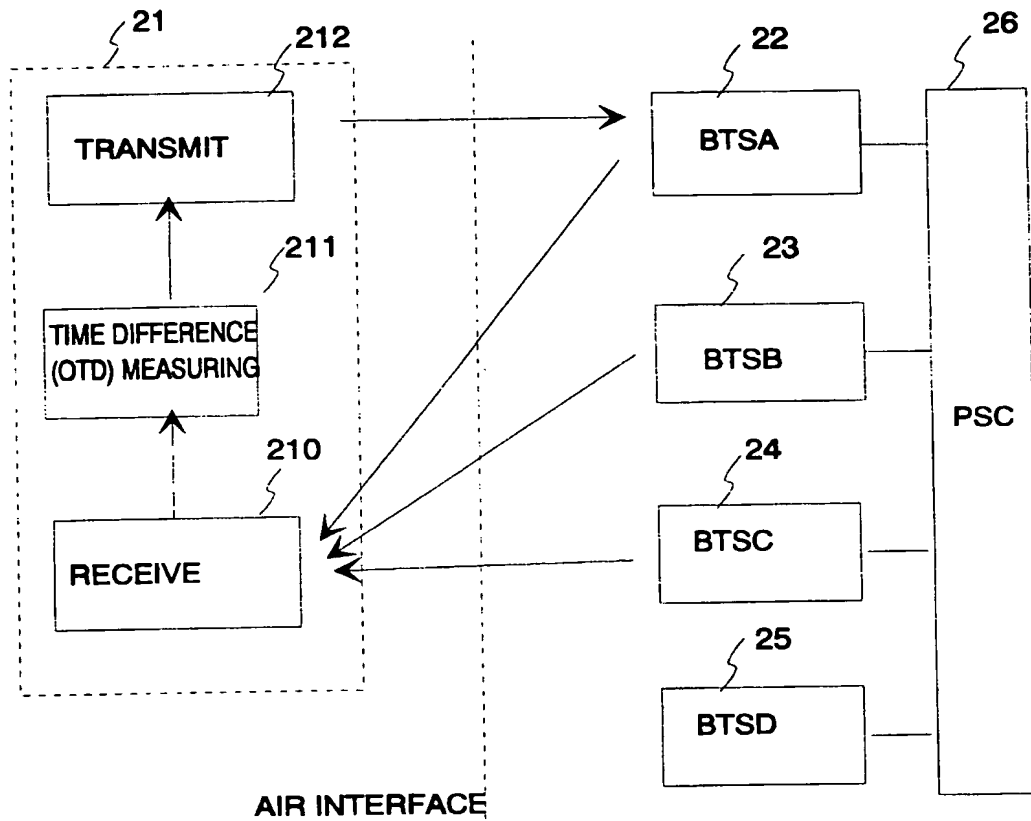 21
212
22
26
TRANSMIT
BTSA
211
23
TIME DIFFERENCE
(OTD) MEASURING
BTSB
PSC
210
24
RECEIVE
BTSC
25
BTSD
AIR INTERFACE